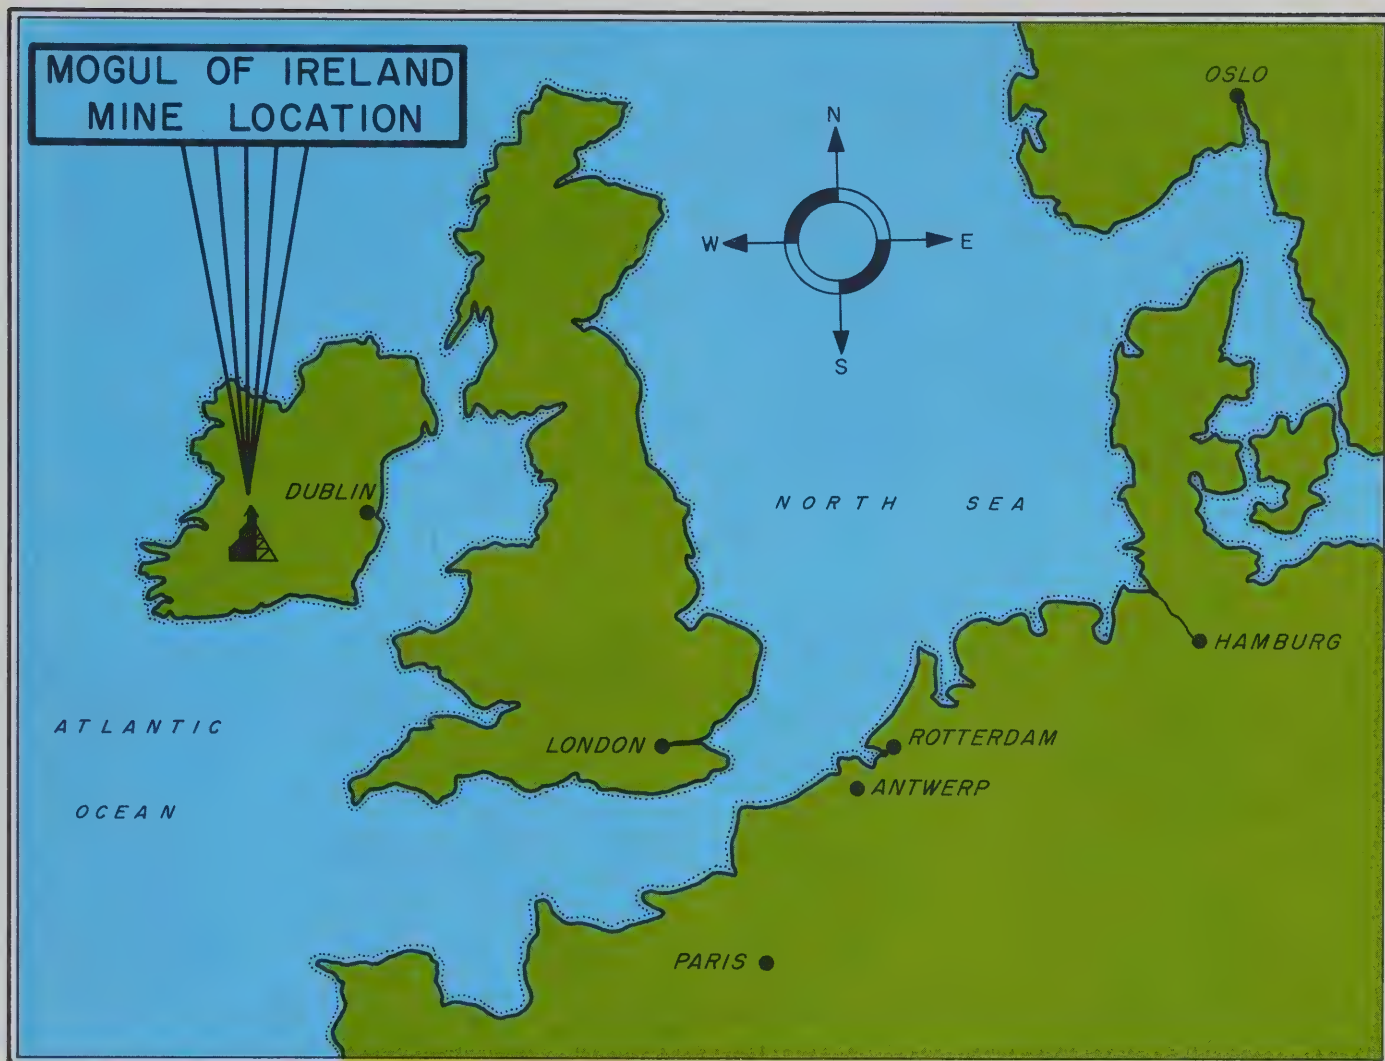 MOGUL OF IRELAND
MINE LOCATION
OSLO
N
W
E
S
DUBLIN
NORTH SEA
HAMBURG
ATLANTIC
OCEAN
LONDON
ROTTERDAM
ANTWERP
PARIS